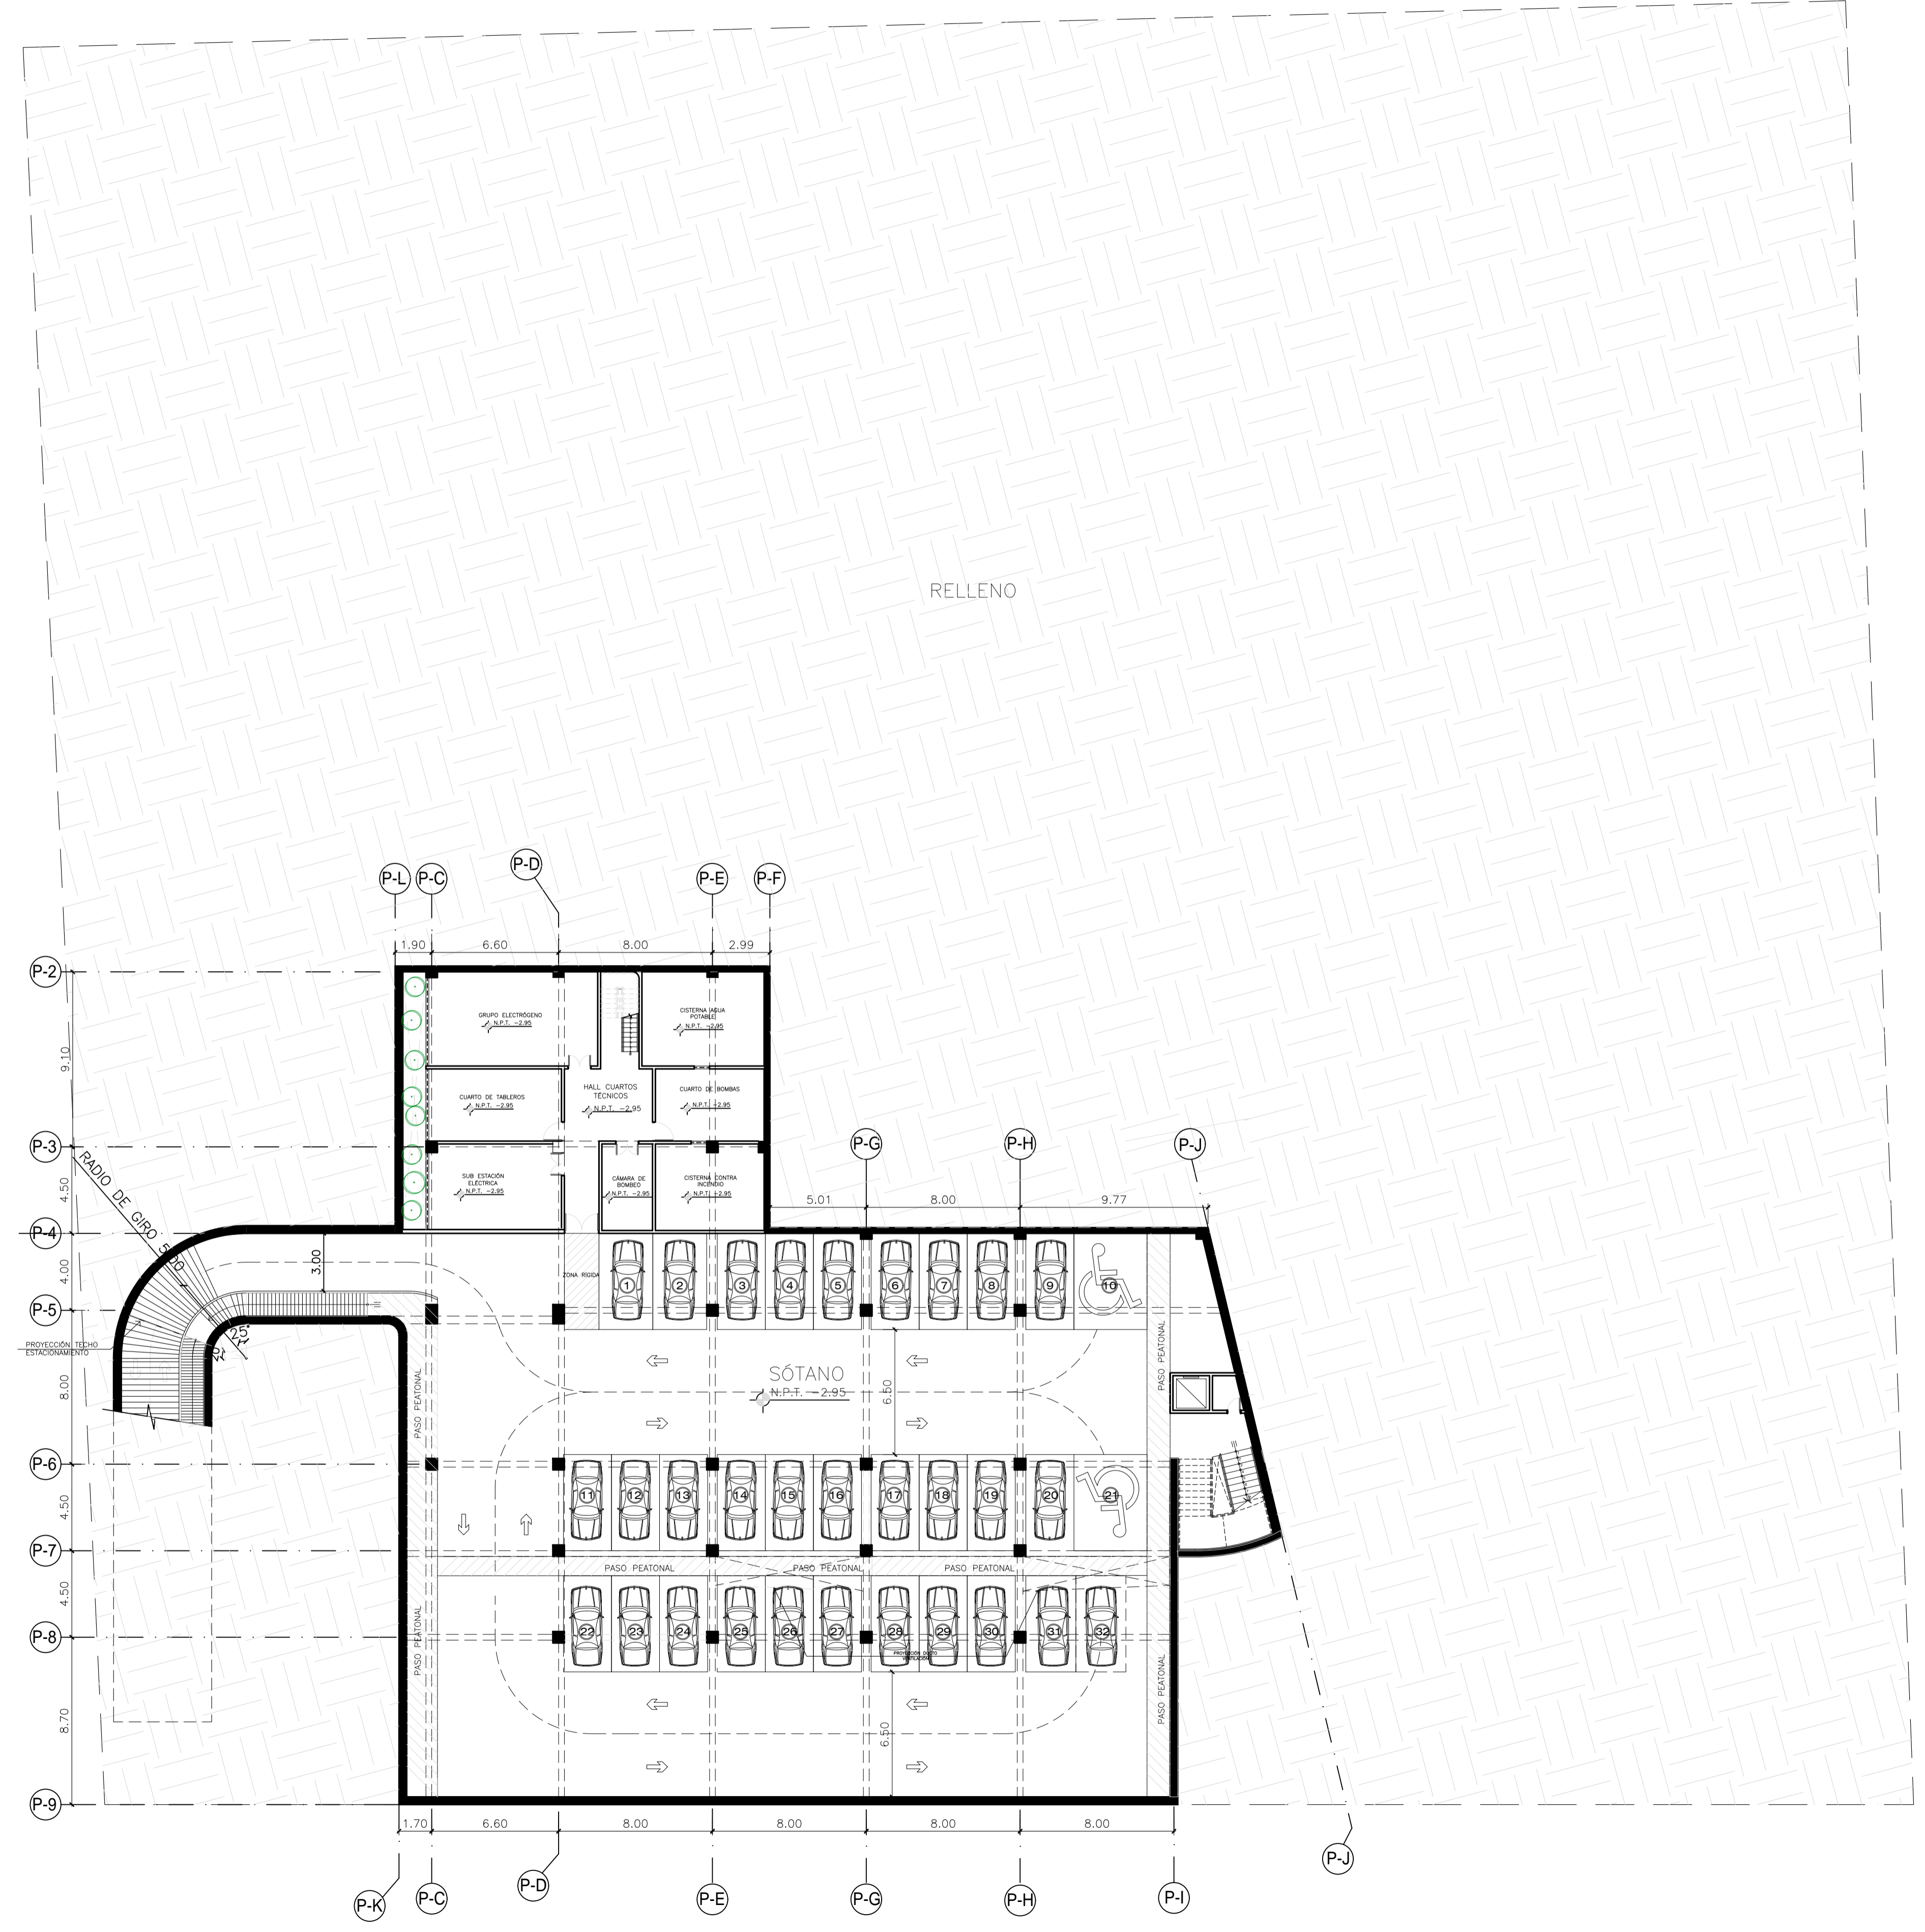 RELLENO
P-L
P-C
P-D
P-E
P-F
1.90
6.60
8.00
2.99
P-2
GRUPO ELECTRÓGENO
N.P.T. -2.95
CISTERNA AGUA
POTABLE
N.P.T. -2.95
9.10
CUARTO DE TABLEROS
N.P.T. -2.95
HALL CUARTOS
TÉCNICOS
N.P.T. -2.95
CUARTO DE BOMBAS
N.P.T. -2.95
P-3
P-G
P-H
P-J
RADIO DE GIRO 5.00
4.50
SUB ESTACIÓN
ELÉCTRICA
N.P.T. -2.95
CÁMARA DE
BOMBEO
N.P.T. -2.95
CISTERNA CONTRA
INCENDIO
N.P.T. -2.95
5.01
8.00
9.77
P-4
4.00
3.00
ZONA RIGIDA
1
2
3
4
5
6
7
8
9
10
P-5
25°
PROYECCIÓN TECHO
ESTACIONAMIENTO
8.00
PASO PEATONAL
SÓTANO
N.P.T. -2.95
6.50
PASO PEATONAL
P-6
4.50
11
12
13
14
15
16
17
18
19
20
21
P-7
PASO PEATONAL
PASO PEATONAL
PASO PEATONAL
4.50
22
23
24
25
26
27
28
29
30
31
32
P-8
PROYECCIÓN DUCTO
VENTILACIÓN
PASO PEATONAL
PASO PEATONAL
8.70
6.50
P-9
1.70
6.60
8.00
8.00
8.00
8.00
P-K
P-C
P-D
P-E
P-G
P-H
P-I
P-J